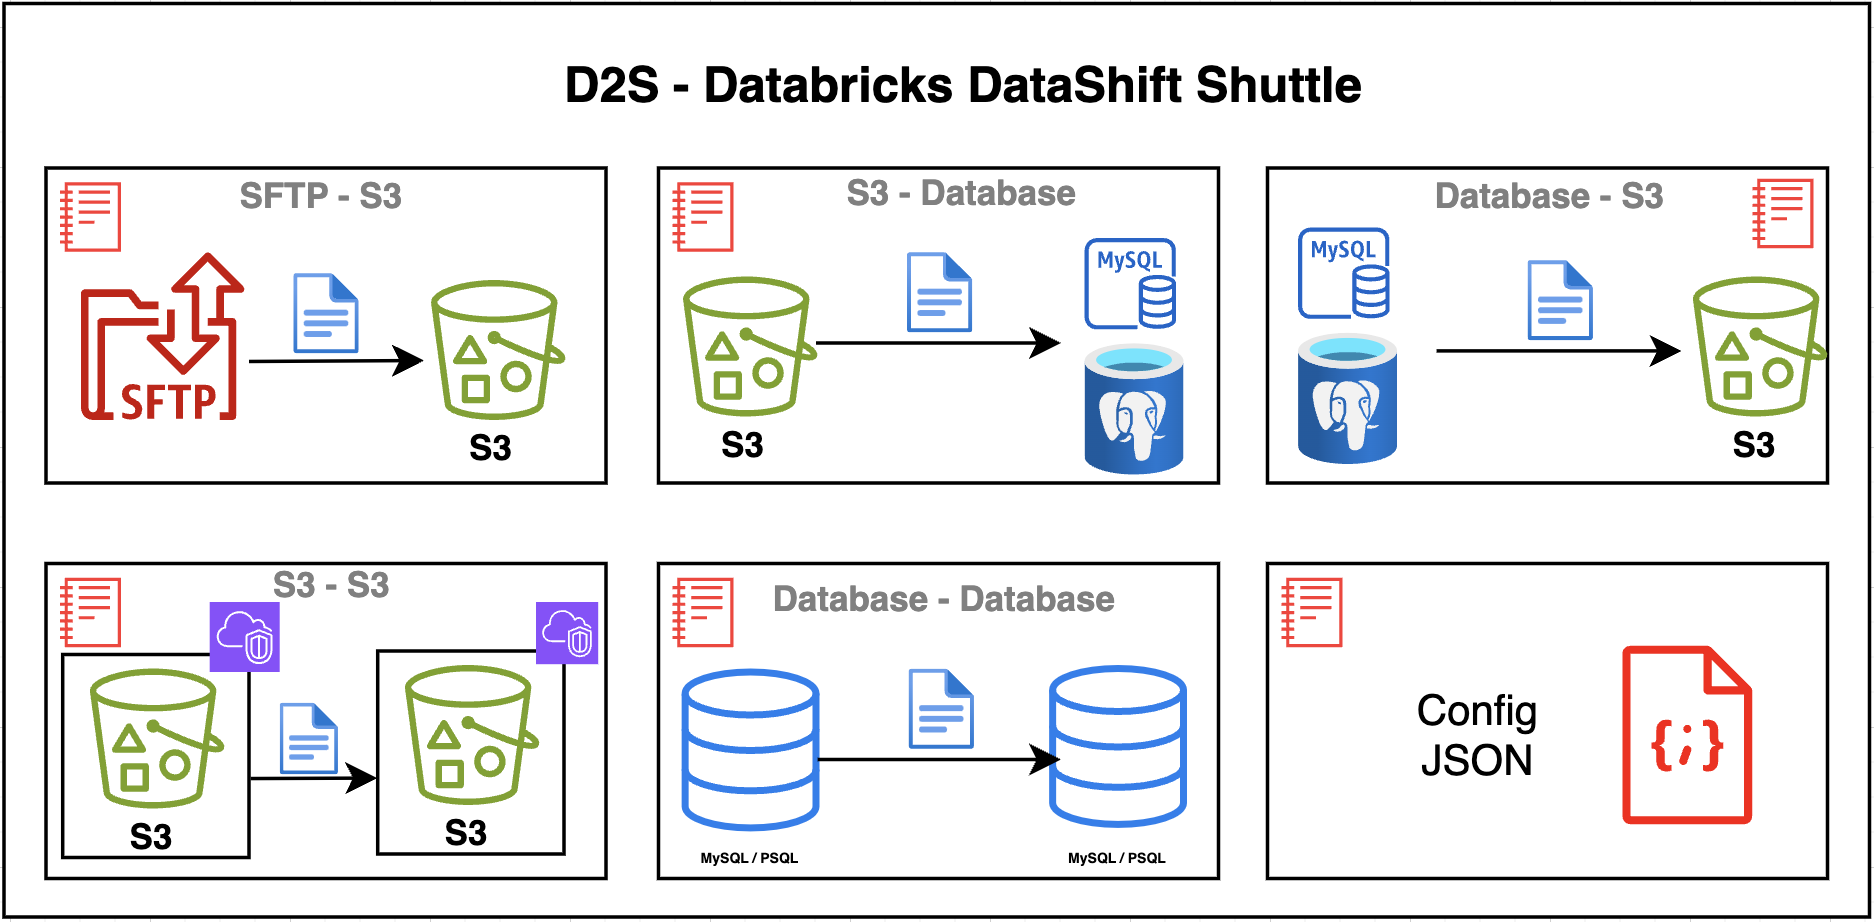 D2S - Databricks DataShift Shuttle
SFTP - S3
SFTP
S3
S3 - Database
S3
MySQL
Database - S3
MySQL
S3
S3 - S3
S3
S3
Database - Database
MySQL / PSQL
MySQL / PSQL
Config
JSON
{;}